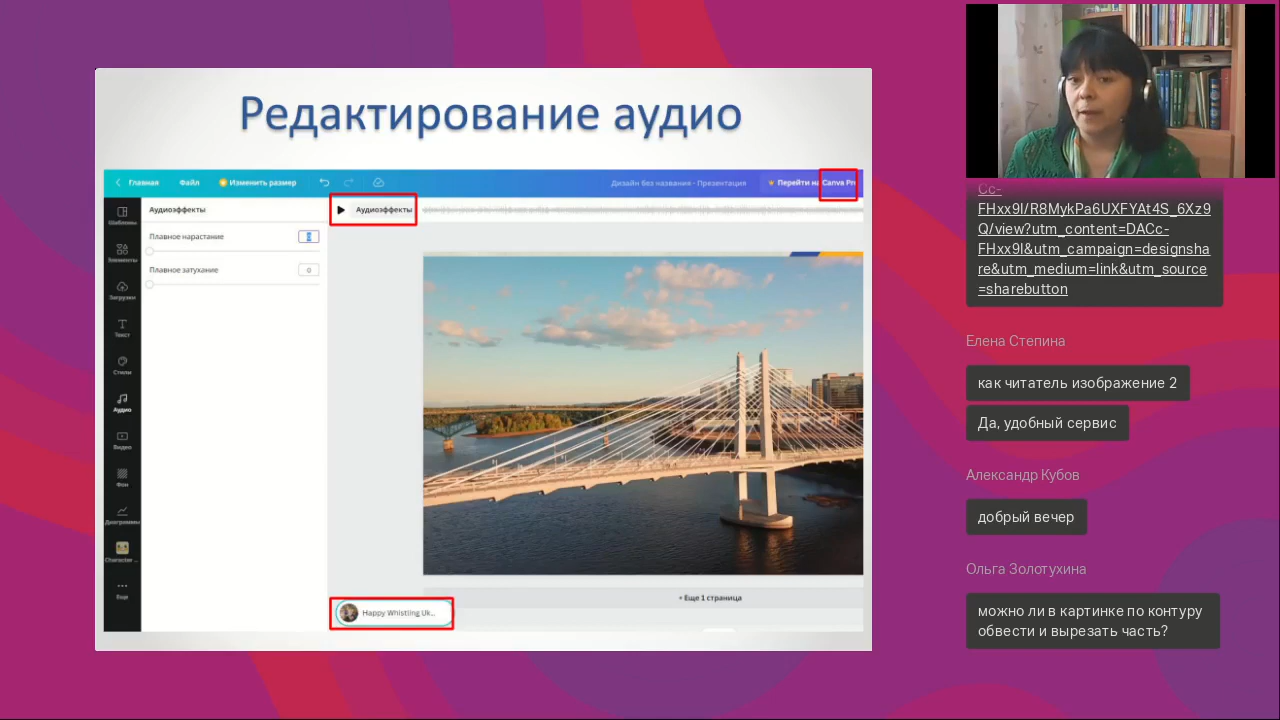 Редактирование аудио
Главная Файл Изменить размер Дизайн без названия - Презентация Перейти на Canva Pro
Аудиоэффекты
Аудиоэффекты
Плавное нарастание
Плавное затухание 0
Шаблоны
Элементы
Загрузки
Текст
Стили
Аудио
Видео
Фон
Диаграммы
Character ...
Еще
+ Еще 1 страница
Happy Whistling Uk...
Cc-
FHxx9I/R8MykPaoUXFYAt4S_6Xz9
Q/view?utm_content=DACc-
FHxx9I&utm_campaign=designsha
re&utm_medium=link&utm_source
=sharebutton
Елена Степина
как читатель изображение 2
Да, удобный сервис
Александр Кубов
добрый вечер
Ольга Золотухина
можно ли в картинке по контуру
обвести и вырезать часть?